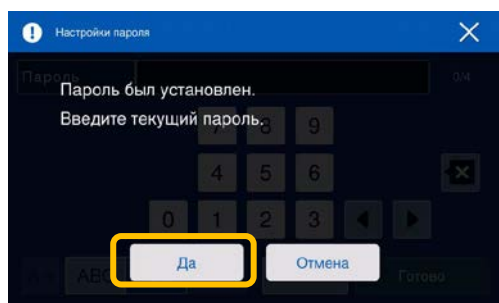 Настройки пароля
Пароль
0/4
Пароль был установлен.
Введите текущий пароль.
7 8 9
4 5 6
0 1 2 3
Да
Отмена
Готово